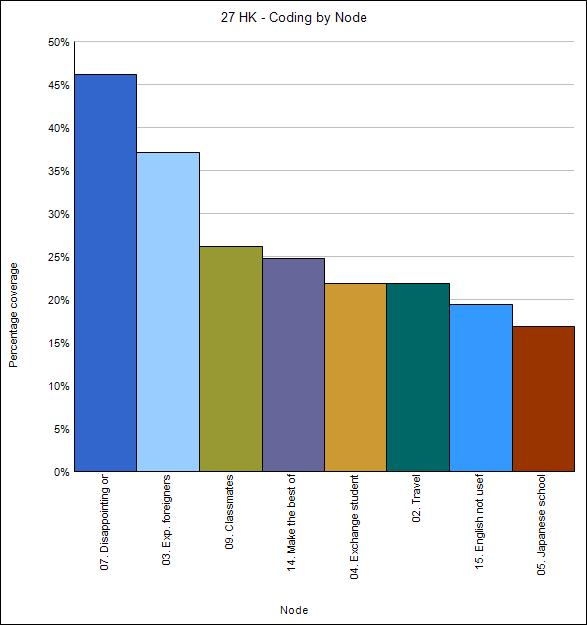 27 HK - Coding by Node
50%
45%
40%
35%
30%
25%
20%
15%
10%
5%
0%
Percentage coverage
07. Disappointing or
03. Exp. foreigners
09. Classmates
14. Make the best of
04. Exchange student
02. Travel
15. English not usef
05. Japanese school
Node